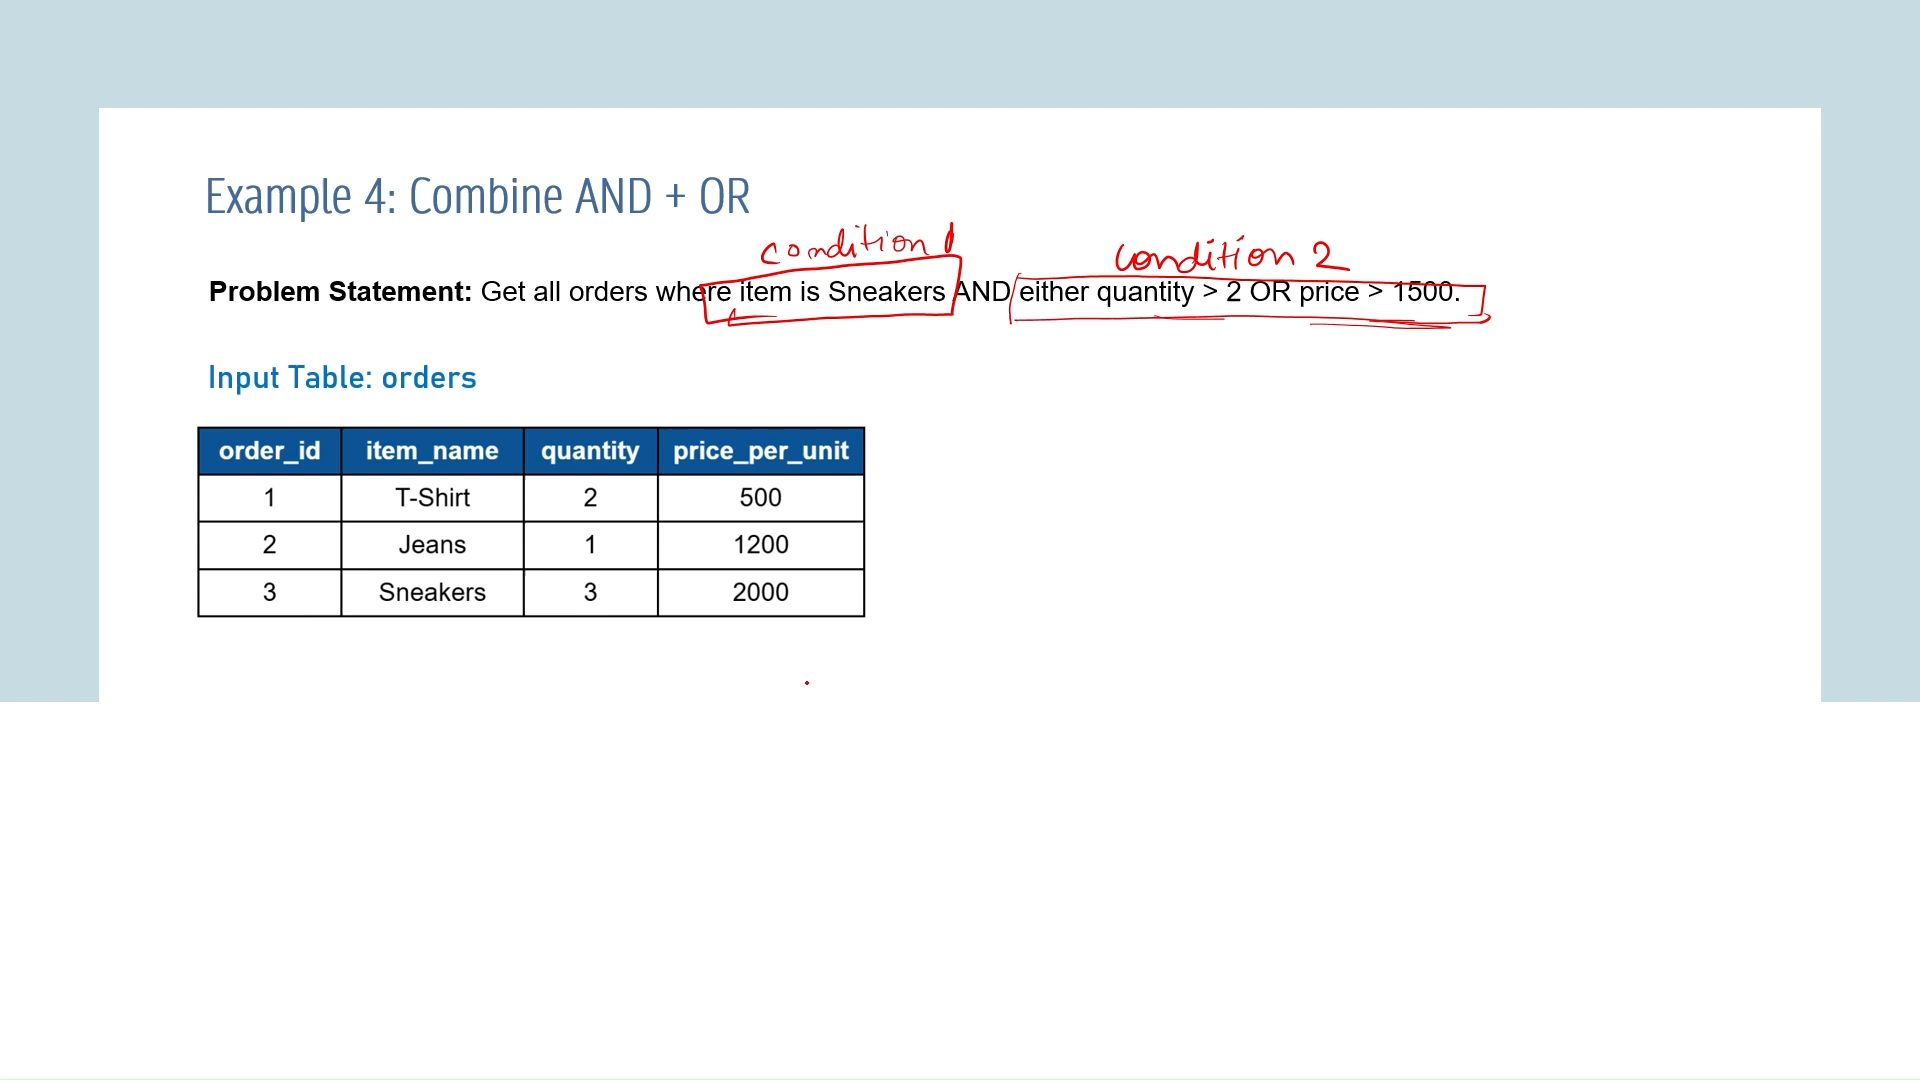 Example 4: Combine AND + OR
condition 1
condition 2
Problem Statement: Get all orders where item is Sneakers AND either quantity > 2 OR price > 1500.
Input Table: orders
order_id item_name quantity price_per_unit
1 T-Shirt 2 500
2 Jeans 1 1200
3 Sneakers 3 2000